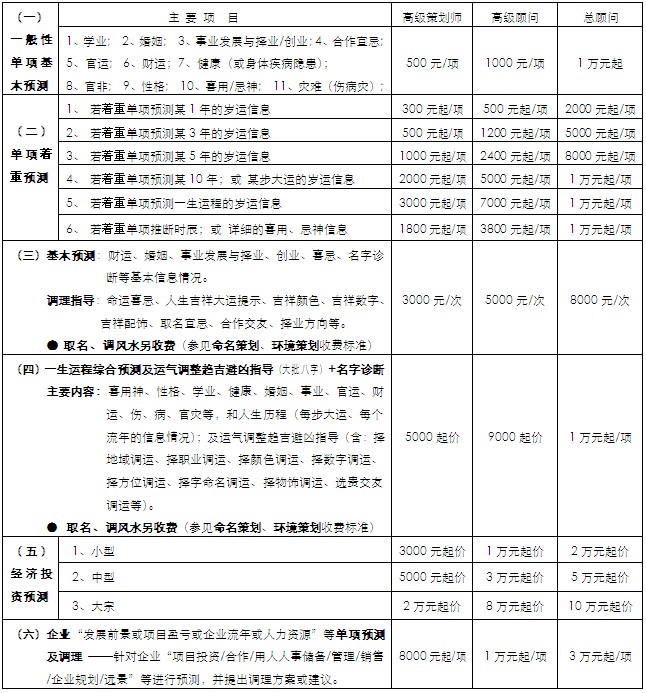 （一）
主 要 项 目
高级策划师
高级顾问
总顾问
一般性单项基本预测
1、学业; 2、婚姻; 3、事业发展与择业/创业;4、合作宜忌;
5、官运; 6、财运; 7、健康（或身体疾病隐患）;
8、官非; 9、性格; 10、喜用/忌神; 11、灾难（伤病灾）;
500 元/项
1000 元/项
1 万元起
（二）
单项着重预测
1、 若着重单项预测某 1 年的岁运信息
300 元起/项
500 元起/项
2000 元起/项
2、 若着重单项预测某 3 年的岁运信息
500 元起/项
1200 元起/项
5000 元起/项
3、 若着重单项预测某 5 年的岁运信息
1000 元起/项
2400 元起/项
8000 元起/项
4、 若着重单项预测某 10 年; 或 某步大运的岁运信息
2000 元起/项
5000 元起/项
1 万元起/项
5、 若着重单项预测一生运程的岁运信息
3000 元起/项
7000 元起/项
1 万元起/项
6、 若着重单项推断时辰; 或 详细的喜用、忌神信息
1800 元起/项
3800 元起/项
1 万元起/项
（三）基本预测: 财运、婚姻、事业发展与择业、创业、喜忌、名字诊
断等基本信息情况。
调理指导: 命运喜忌、人生吉祥大运提示、吉祥颜色、吉祥数字、
吉祥配饰、取名宜忌、合作交友、择业方向等。
● 取名、调风水另收费（参见命名策划、环境策划收费标准）
3000 元/次
5000 元/次
8000 元/次
（四）一生运程综合预测及运气调整趋吉避凶指导（大批八字）+名字诊断
主要内容: 喜用神、性格、学业、健康、婚姻、事业、官运、财
运、伤、病、官灾等, 和人生历程（每步大运、每个
流年的信息情况）; 及运气调整趋吉避凶指导（含: 择
地域调运、择职业调运、择颜色调运、择数字调运、
择方位调运、择字命名调运、择物饰调运、选贵交友
调运等）。
● 取名、调风水另收费（参见命名策划、环境策划收费标准）
5000 起价
9000 起价
1 万元起/项
（五）
经济投资预测
1、小型
3000 元起价
1 万元起价
2 万元起价
2、中型
5000 元起价
3 万元起价
5 万元起价
3、大宗
2 万元起价
8 万元起价
10 万元起价
（六）企业“发展前景或项目盈亏或企业流年或人力资源”等单项预测
及调理 ——针对企业“项目投资/合作/用人人事储备/管理/销售
/企业规划/远景”等进行预测, 并提出调理方案或建议。
8000 元起/项
1 万元起/项
3 万元起/项